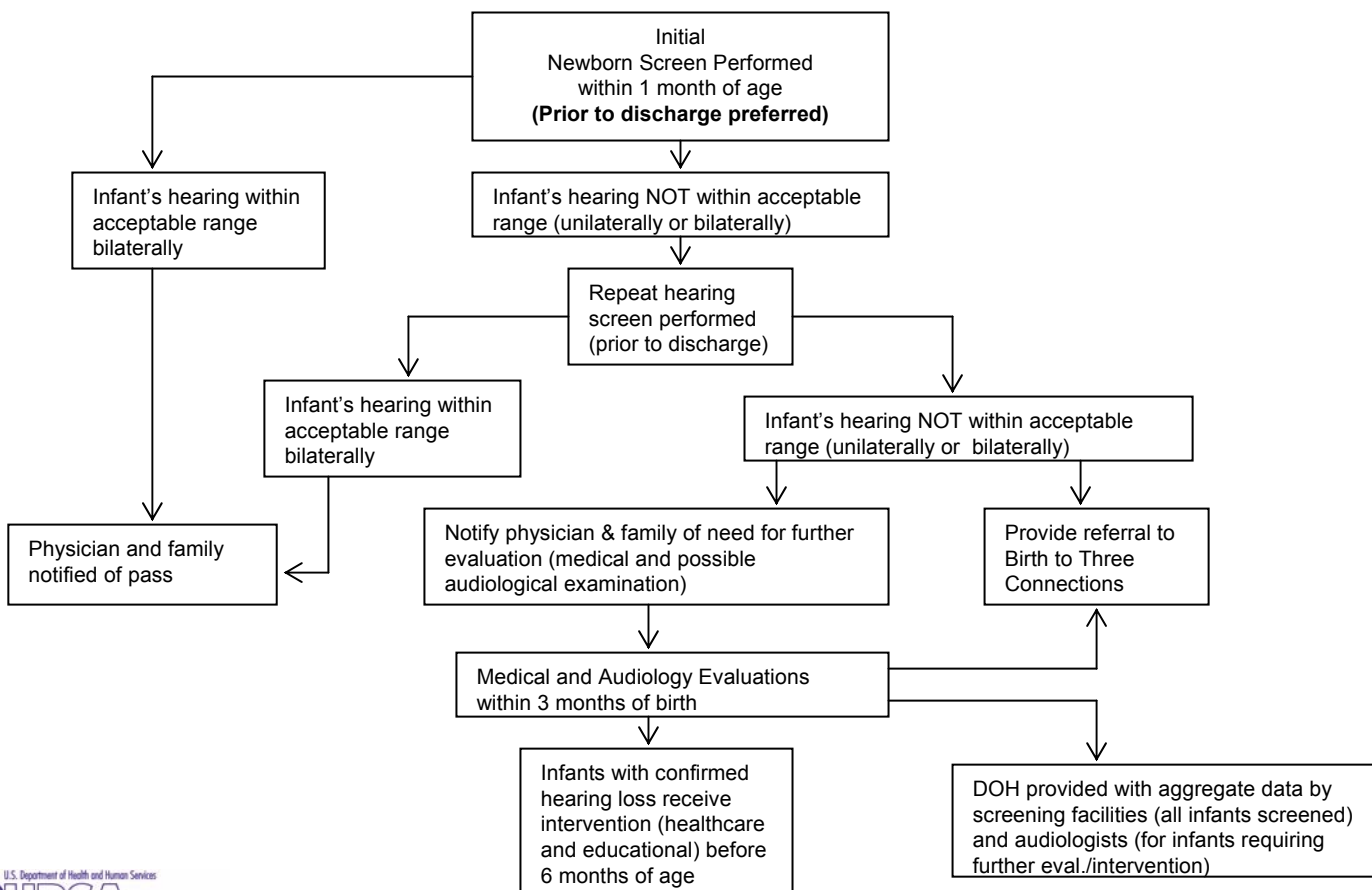 Initial
Newborn Screen Performed
within 1 month of age
(Prior to discharge preferred)
Infant's hearing within
acceptable range
bilaterally
Infant's hearing NOT within acceptable
range (unilaterally or bilaterally)
Repeat hearing
screen performed
(prior to discharge)
Infant's hearing within
acceptable range
bilaterally
Infant's hearing NOT within acceptable
range (unilaterally or bilaterally)
Physician and family
notified of pass
Notify physician & family of need for further
evaluation (medical and possible
audiological examination)
Provide referral to
Birth to Three
Connections
Medical and Audiology Evaluations
within 3 months of birth
Infants with confirmed
hearing loss receive
intervention (healthcare
and educational) before
6 months of age
DOH provided with aggregate data by
screening facilities (all infants screened)
and audiologists (for infants requiring
further eval./intervention)
U.S. Department of Health and Human Services